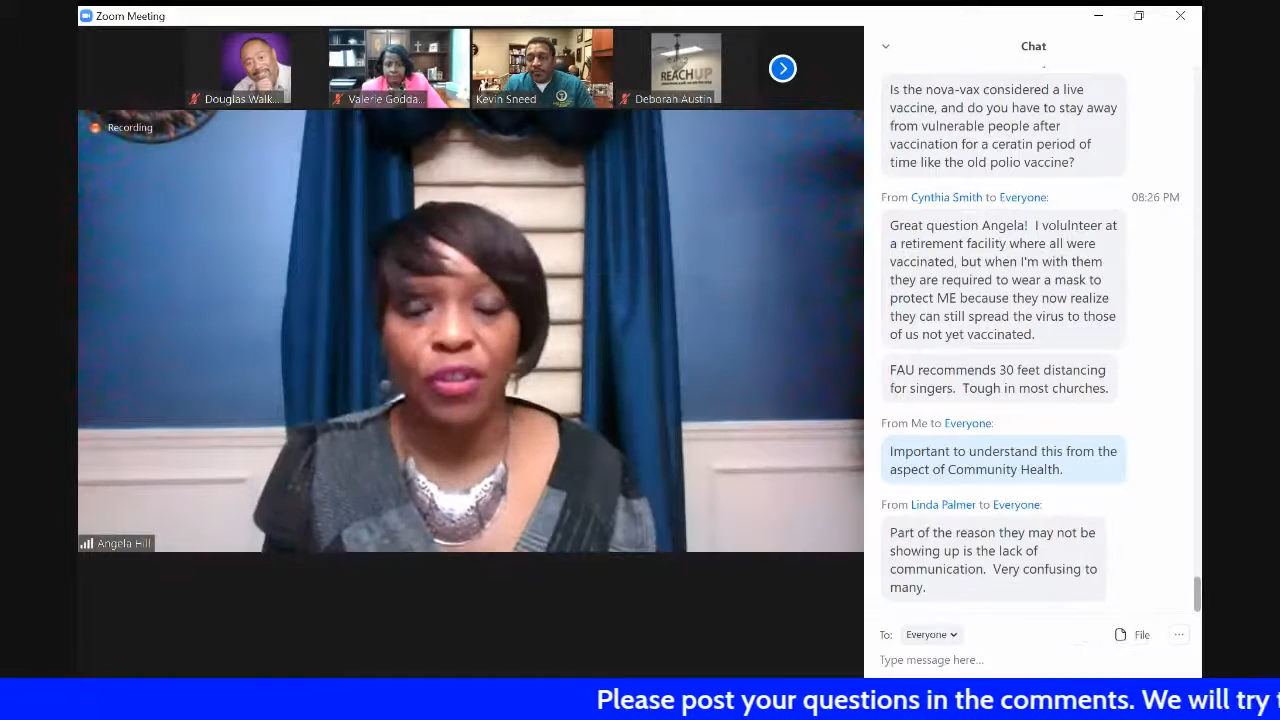 Zoom Meeting
Douglas Walk...
Valerie Godda...
Kevin Sneed
REACHUP
Deborah Austin
Recording
Angela Hill
Chat
Is the nova-vax considered a live
vaccine, and do you have to stay away
from vulnerable people after
vaccination for a ceratin period of
time like the old polio vaccine?
From Cynthia Smith to Everyone:
08:26 PM
Great question Angela! I volulnteer at
a retirement facility where all were
vaccinated, but when I'm with them
they are required to wear a mask to
protect ME because they now realize
they can still spread the virus to those
of us not yet vaccinated.
FAU recommends 30 feet distancing
for singers. Tough in most churches.
From Me to Everyone:
Important to understand this from the
aspect of Community Health.
From Linda Palmer to Everyone:
Part of the reason they may not be
showing up is the lack of
communication. Very confusing to
many.
To: Everyone
File
Type message here...
Please post your questions in the comments. We will try